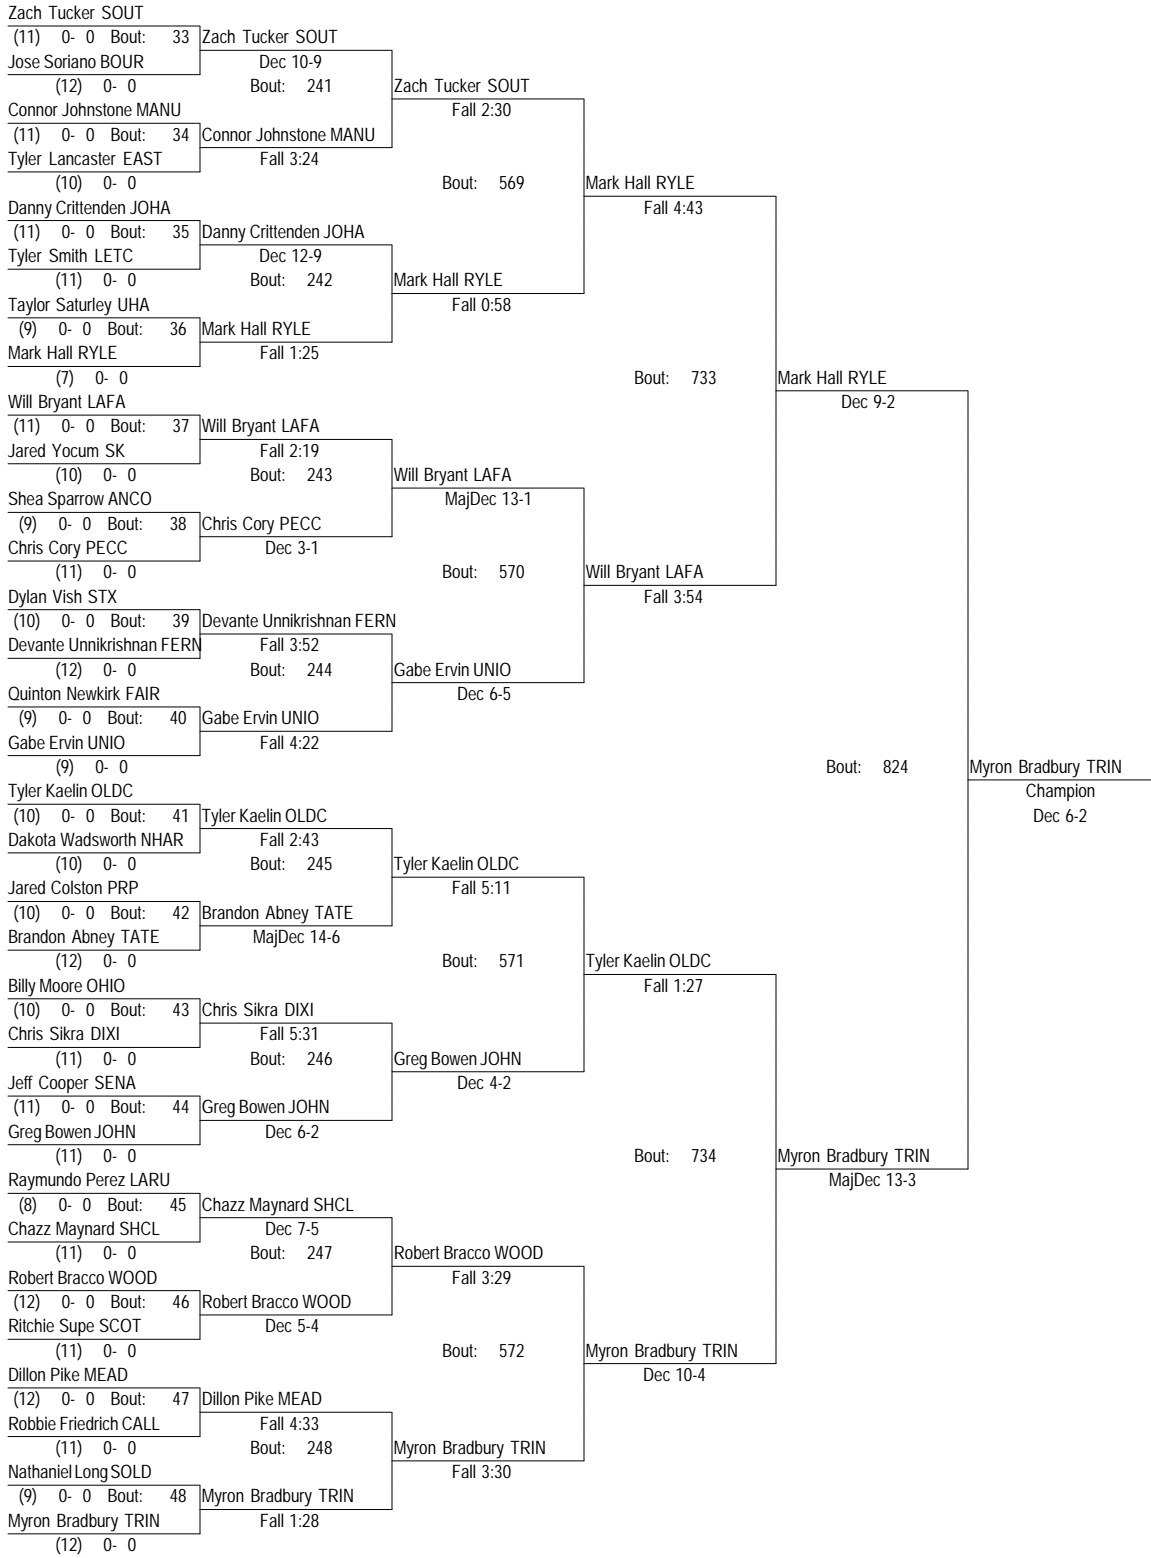 Zach Tucker SOUT
(11) 0- 0 Bout: 33 Zach Tucker SOUT
Jose Soriano BOUR Dec 10-9
(12) 0- 0 Bout: 241 Zach Tucker SOUT
Connor Johnstone MANU Fall 2:30
(11) 0- 0 Bout: 34 Connor Johnstone MANU
Tyler Lancaster EAST Fall 3:24
(10) 0- 0 Bout: 569 Mark Hall RYLE
Danny Crittenden JOHA Fall 4:43
(11) 0- 0 Bout: 35 Danny Crittenden JOHA
Tyler Smith LETC Dec 12-9
(11) 0- 0 Bout: 242 Mark Hall RYLE
Taylor Saturley UHA Fall 0:58
(9) 0- 0 Bout: 36 Mark Hall RYLE
Mark Hall RYLE Fall 1:25
(7) 0- 0 Bout: 733 Mark Hall RYLE
Will Bryant LAFA Dec 9-2
(11) 0- 0 Bout: 37 Will Bryant LAFA
Jared Yocum SK Fall 2:19
(10) 0- 0 Bout: 243 Will Bryant LAFA
Shea Sparrow ANCO MajDec 13-1
(9) 0- 0 Bout: 38 Chris Cory PECC
Chris Cory PECC Dec 3-1
(11) 0- 0 Bout: 570 Will Bryant LAFA
Dylan Vish STX Fall 3:54
(10) 0- 0 Bout: 39 Devante Unnikrishnan FERN
Devante Unnikrishnan FERN Fall 3:52
(12) 0- 0 Bout: 244 Gabe Ervin UNIO
Quinton Newkirk FAIR Dec 6-5
(9) 0- 0 Bout: 40 Gabe Ervin UNIO
Gabe Ervin UNIO Fall 4:22
(9) 0- 0 Bout: 824 Myron Bradbury TRIN
Tyler Kaelin OLDC Champion
(10) 0- 0 Bout: 41 Tyler Kaelin OLDC Dec 6-2
Dakota Wadsworth NHAR Fall 2:43
(10) 0- 0 Bout: 245 Tyler Kaelin OLDC
Jared Colston PRP Fall 5:11
(10) 0- 0 Bout: 42 Brandon Abney TATE
Brandon Abney TATE MajDec 14-6
(12) 0- 0 Bout: 571 Tyler Kaelin OLDC
Billy Moore OHIO Fall 1:27
(10) 0- 0 Bout: 43 Chris Sikra DIXI
Chris Sikra DIXI Fall 5:31
(11) 0- 0 Bout: 246 Greg Bowen JOHN
Jeff Cooper SENA Dec 4-2
(11) 0- 0 Bout: 44 Greg Bowen JOHN
Greg Bowen JOHN Dec 6-2
(11) 0- 0 Bout: 734 Myron Bradbury TRIN
Raymundo Perez LARU MajDec 13-3
(8) 0- 0 Bout: 45 Chazz Maynard SHCL
Chazz Maynard SHCL Dec 7-5
(11) 0- 0 Bout: 247 Robert Bracco WOOD
Robert Bracco WOOD Fall 3:29
(12) 0- 0 Bout: 46 Robert Bracco WOOD
Ritchie Supe SCOT Dec 5-4
(11) 0- 0 Bout: 572 Myron Bradbury TRIN
Dillon Pike MEAD Dec 10-4
(12) 0- 0 Bout: 47 Dillon Pike MEAD
Robbie Friedrich CALL Fall 4:33
(11) 0- 0 Bout: 248 Myron Bradbury TRIN
Nathaniel Long SOLD Fall 3:30
(9) 0- 0 Bout: 48 Myron Bradbury TRIN
Myron Bradbury TRIN Fall 1:28
(12) 0- 0